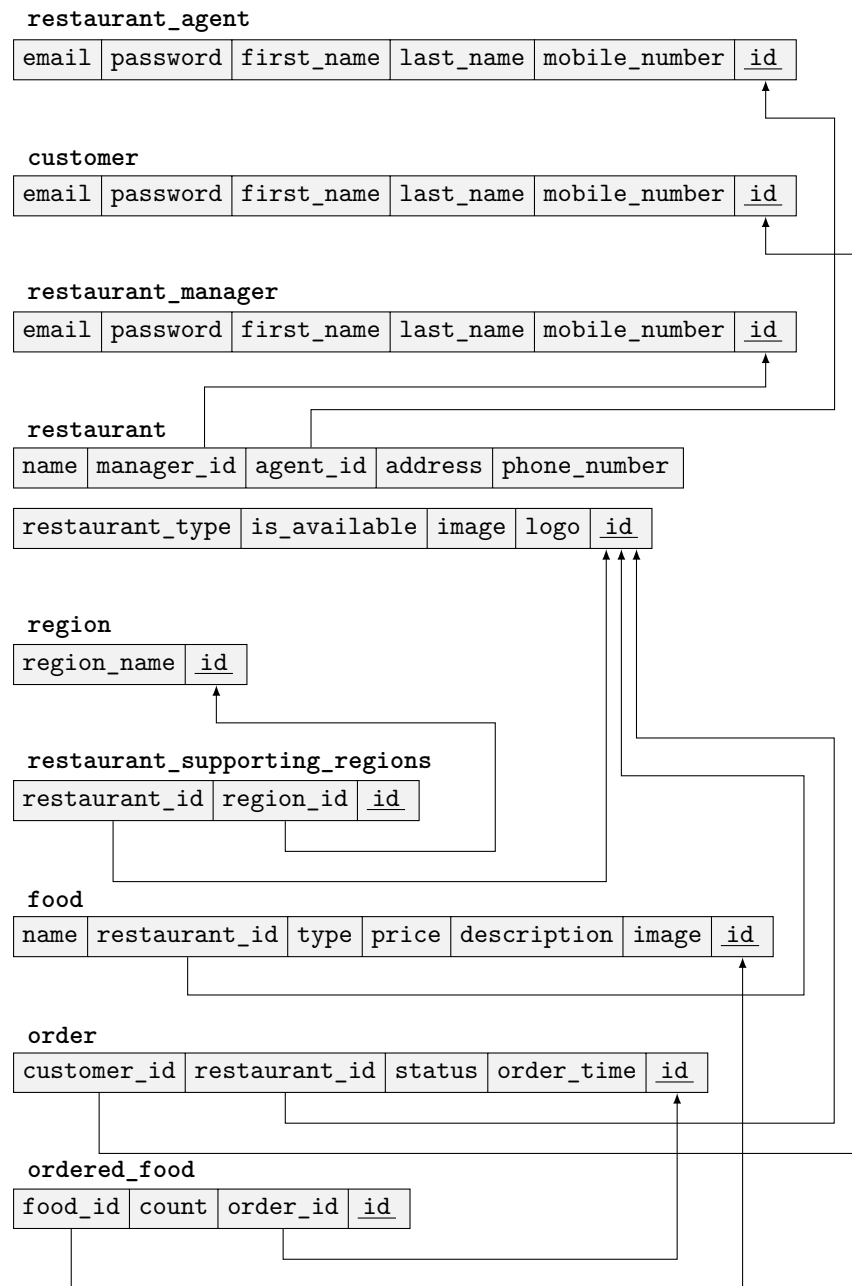 restaurant_agent
email password first_name last_name mobile_number id
customer
email password first_name last_name mobile_number id
restaurant_manager
email password first_name last_name mobile_number id
restaurant
name manager_id agent_id address phone_number
restaurant_type is_available image logo id
region
region_name id
restaurant_supporting_regions
restaurant_id region_id id
food
name restaurant_id type price description image id
order
customer_id restaurant_id status order_time id
ordered_food
food_id count order_id id